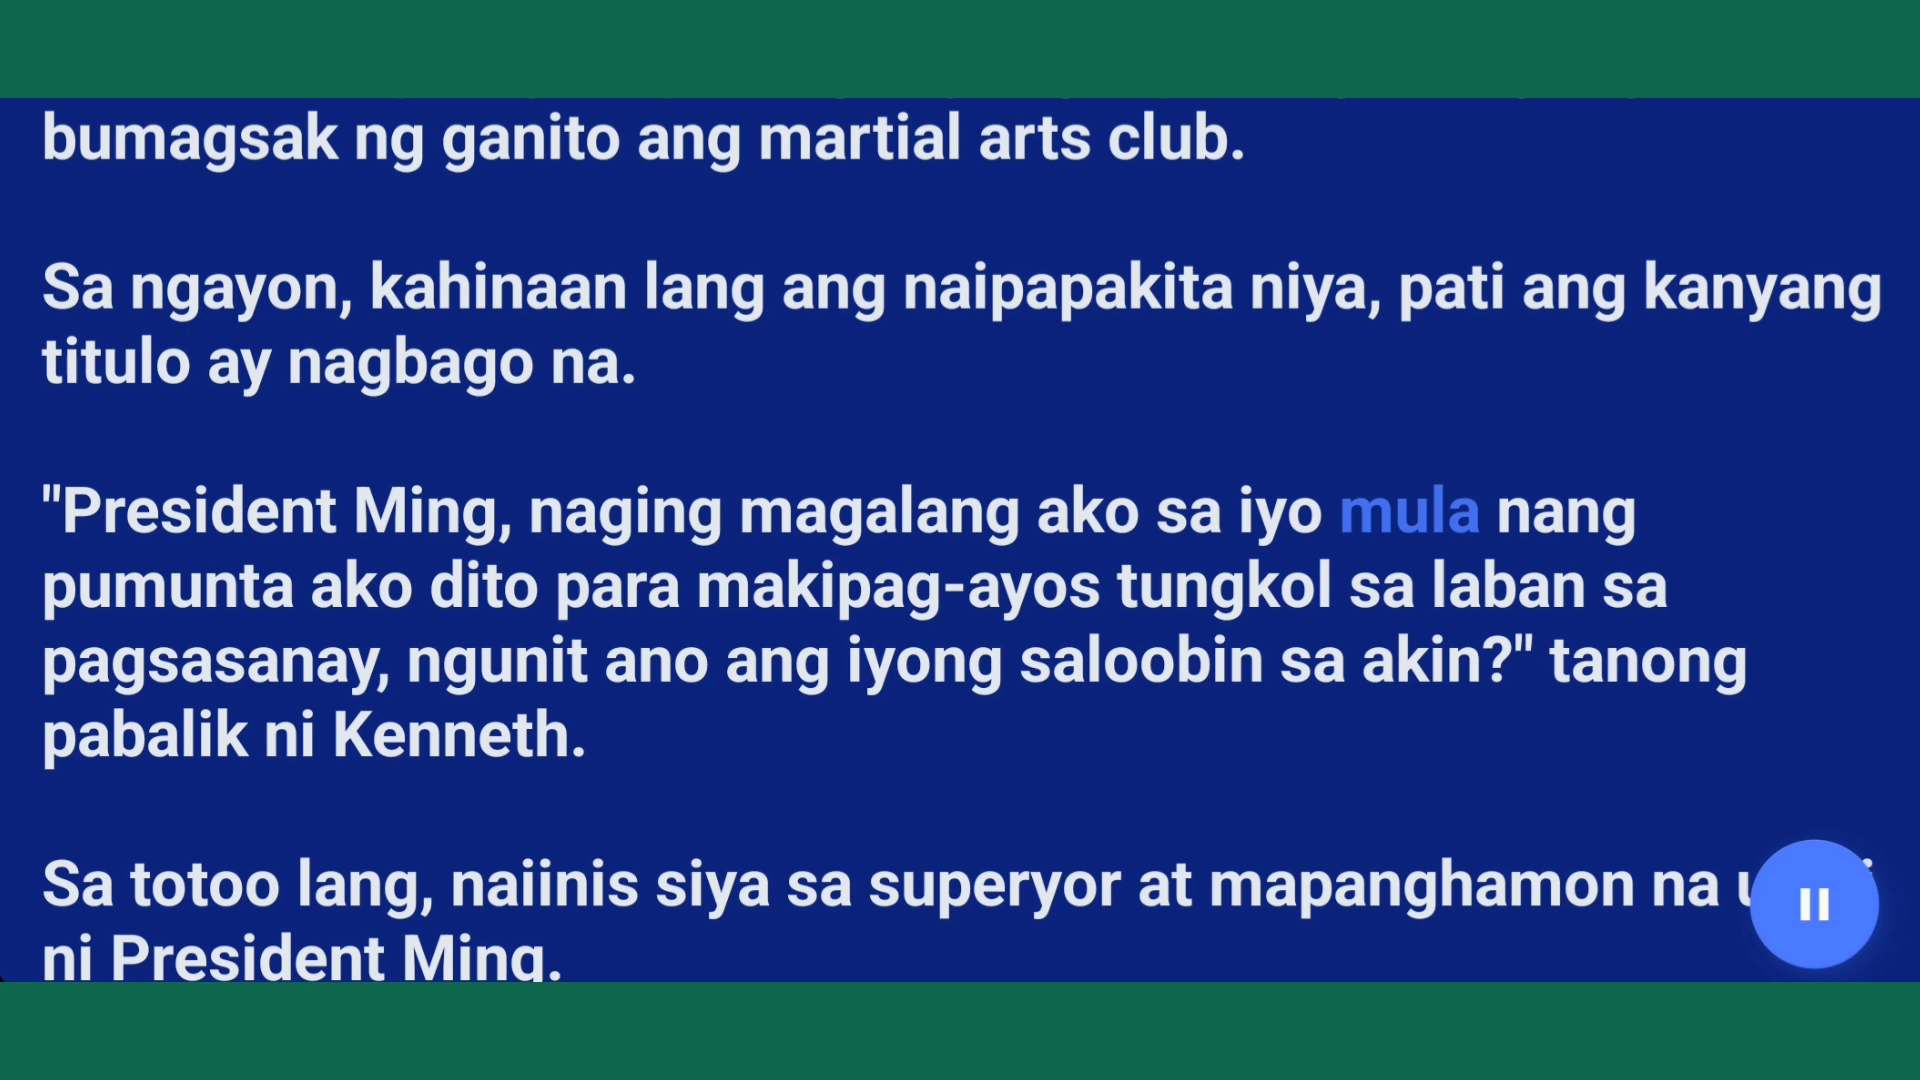 bumagsak ng ganito ang martial arts club.
Sa ngayon, kahinaan lang ang naipapakita niya, pati ang kanyang
titulo ay nagbago na.
"President Ming, naging magalang ako sa iyo mula nang
pumunta ako dito para makipag-ayos tungkol sa laban sa
pagsasanay, ngunit ano ang iyong saloobin sa akin?" tanong
pabalik ni Kenneth.
Sa totoo lang, naiinis siya sa superyor at mapanghamon na
ni President Ming.